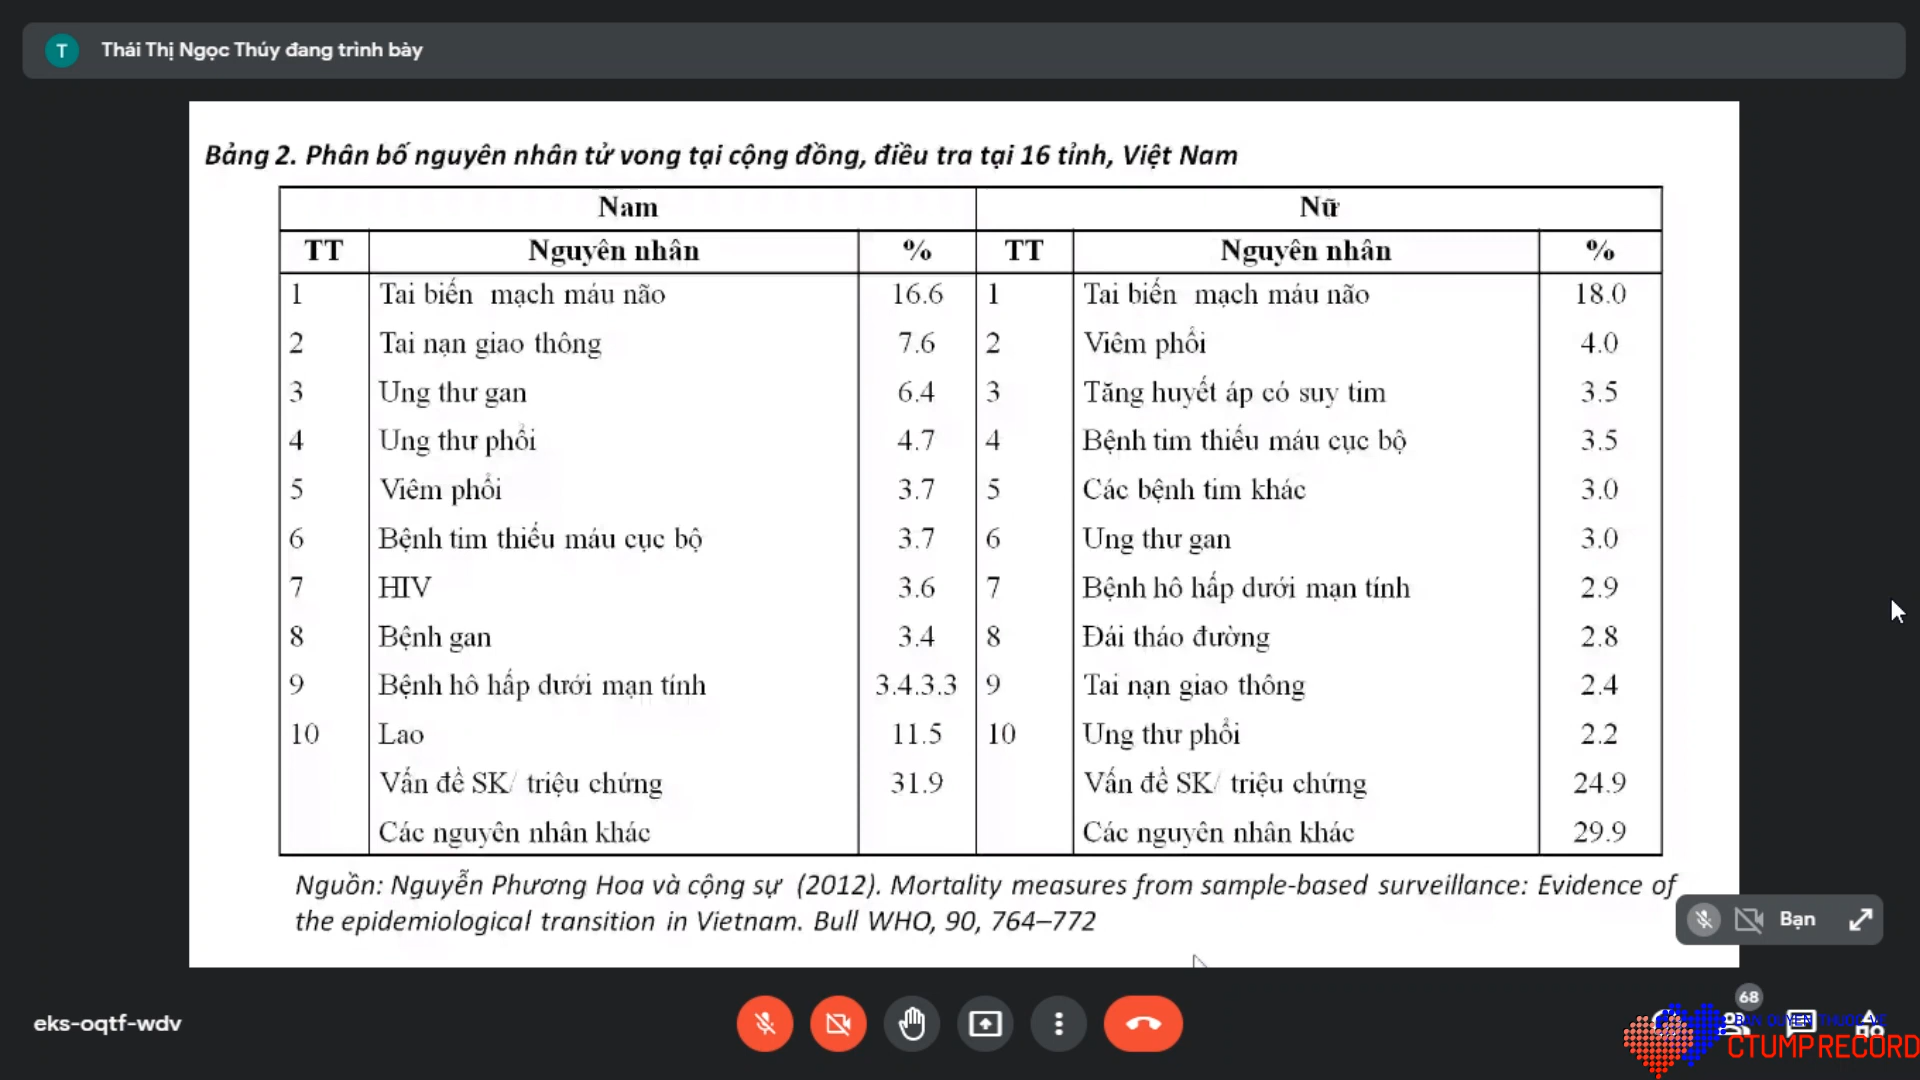 T Thái Thị Ngọc Thúy đang trình bày
Bảng 2. Phân bố nguyên nhân tử vong tại cộng đồng, điều tra tại 16 tỉnh, Việt Nam
Nam Nữ
TT Nguyên nhân % TT Nguyên nhân %
1 Tai biến mạch máu não 16.6 1 Tai biến mạch máu não 18.0
2 Tai nạn giao thông 7.6 2 Viêm phổi 4.0
3 Ung thư gan 6.4 3 Tăng huyết áp có suy tim 3.5
4 Ung thư phổi 4.7 4 Bệnh tim thiếu máu cục bộ 3.5
5 Viêm phổi 3.7 5 Các bệnh tim khác 3.0
6 Bệnh tim thiếu máu cục bộ 3.7 6 Ung thư gan 3.0
7 HIV 3.6 7 Bệnh hô hấp dưới mạn tính 2.9
8 Bệnh gan 3.4 8 Đái tháo đường 2.8
9 Bệnh hô hấp dưới mạn tính 3.4.3.3 9 Tai nạn giao thông 2.4
10 Lao 11.5 10 Ung thư phổi 2.2
Vấn đề SK/ triệu chứng 31.9 Vấn đề SK/ triệu chứng 24.9
Các nguyên nhân khác Các nguyên nhân khác 29.9
Nguồn: Nguyễn Phương Hoa và cộng sự (2012). Mortality measures from sample-based surveillance: Evidence of
the epidemiological transition in Vietnam. Bull WHO, 90, 764–772
Bạn
68
eks-oqtf-wdv
BẢN QUYỀN THUỘC VỀ
CTUMP RECORD